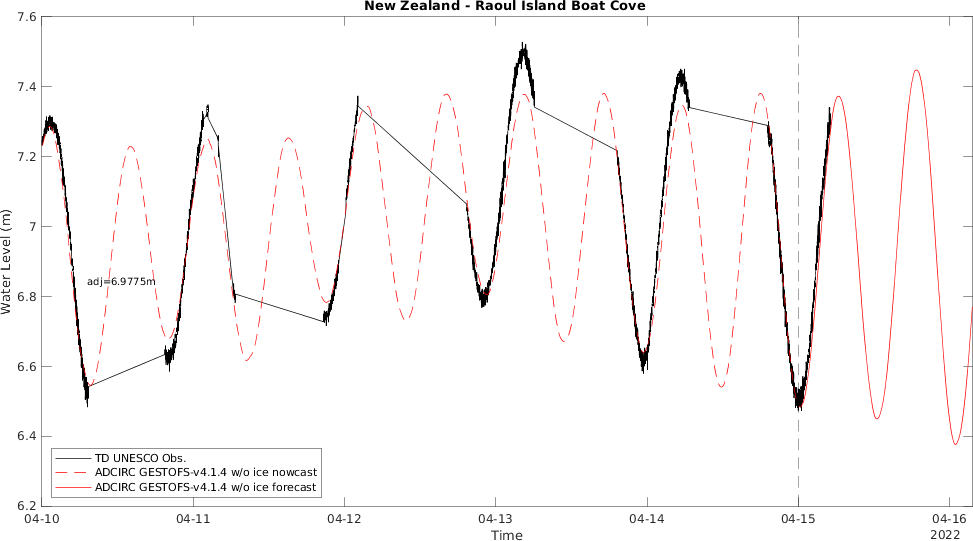 New Zealand - Raoul Island Boat Cove
7.6
7.4
7.2
7
6.8
6.6
6.4
6.2
Water Level (m)
adj=6.9775m
TD UNESCO Obs.
ADCIRC GESTOFS-v4.1.4 w/o ice nowcast
ADCIRC GESTOFS-v4.1.4 w/o ice forecast
04-10 04-11 04-12 04-13 04-14 04-15 04-16
Time
2022